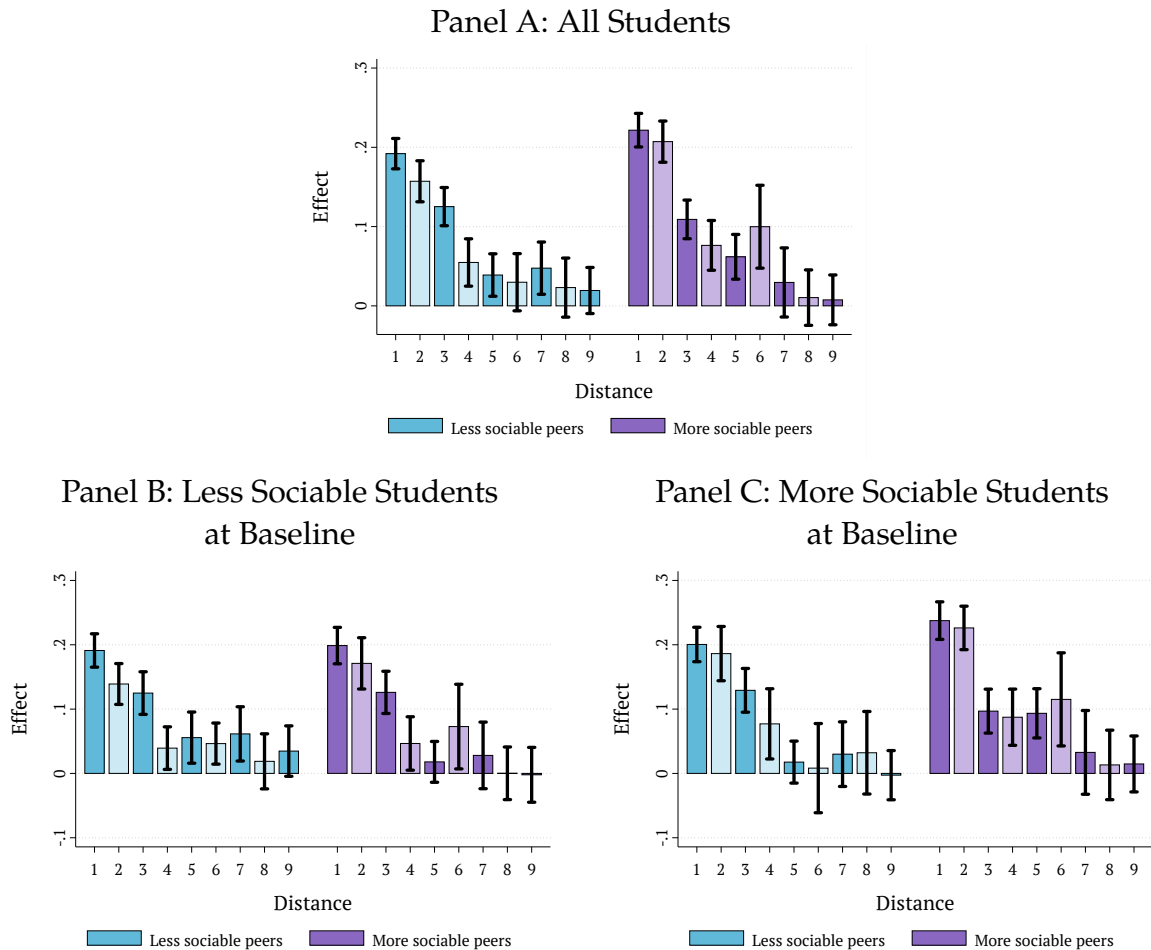 Panel A: All Students
.3
.2
.1
0
Effect
1 2 3 4 5 6 7 8 9 1 2 3 4 5 6 7 8 9
Distance
Less sociable peers More sociable peers
Panel B: Less Sociable Students
at Baseline
.3
.2
.1
0
-.1
Effect
1 2 3 4 5 6 7 8 9 1 2 3 4 5 6 7 8 9
Distance
Less sociable peers More sociable peers
Panel C: More Sociable Students
at Baseline
.3
.2
.1
0
-.1
Effect
1 2 3 4 5 6 7 8 9 1 2 3 4 5 6 7 8 9
Distance
Less sociable peers More sociable peers